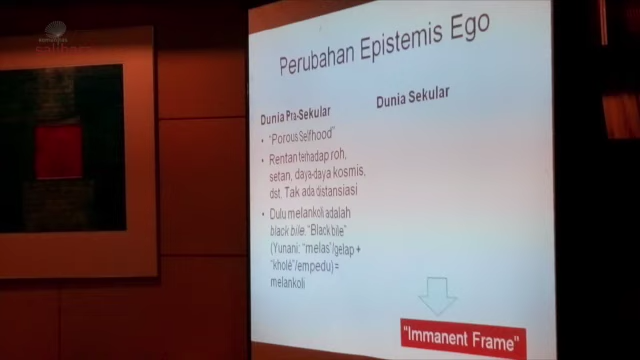 salihara
Perubahan Epistemis Ego
Dunia Pra-Sekular
• "Porous Selfhood"
• Rentan terhadap roh,
setan, daya-daya kosmis,
dst. Tak ada distansiasi
• Dulu melankoli adalah
black bile. "Black bile"
(Yunani: "melas"/gelap +
"kholé"/empedu) =
melankoli
Dunia Sekular
"Immanent Frame"